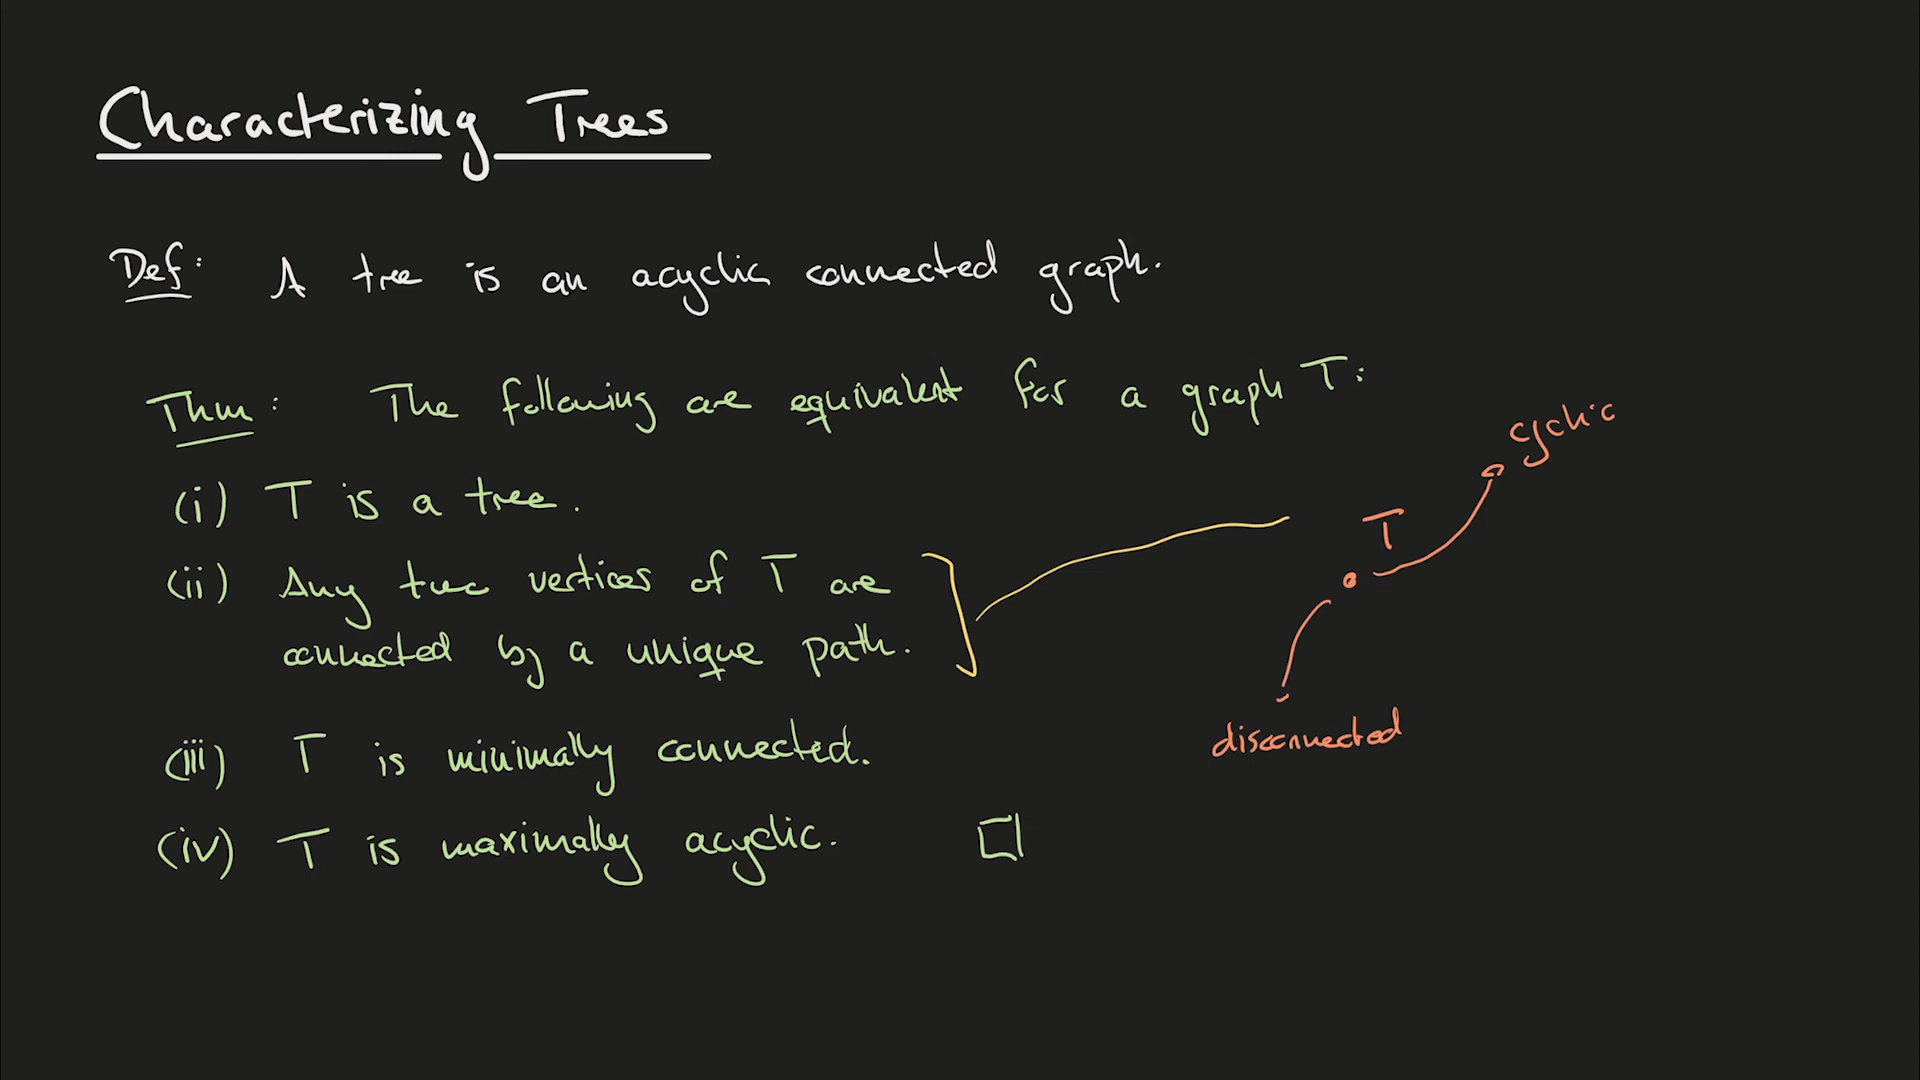 Characterizing Trees
Def: A tree is an acyclic connected graph.
Thm: The following are equivalent for a graph T:
(i) T is a tree.
(ii) Any two vertices of T are
connected by a unique path.
(iii) T is minimally connected.
(iv) T is maximally acyclic.
cyclic
T
disconnected